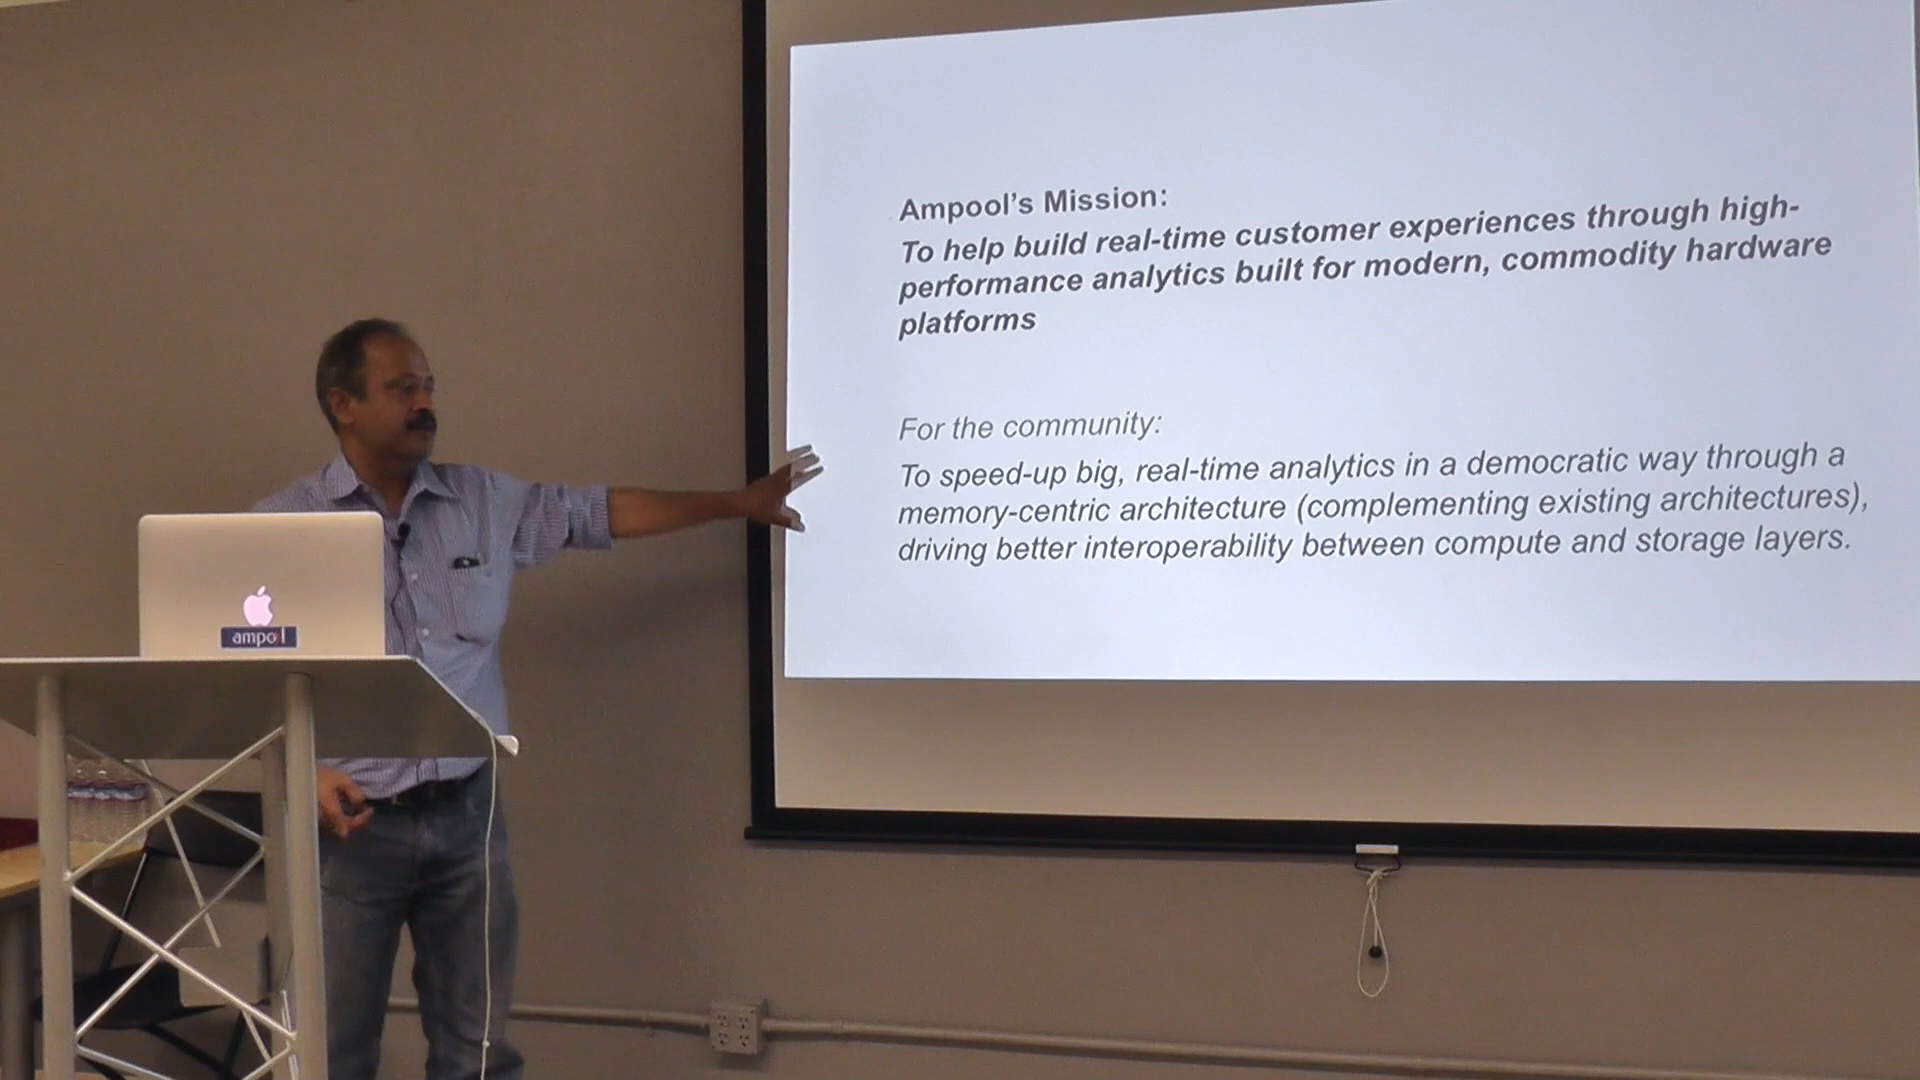 Ampool's Mission:
To help build real-time customer experiences through high-
performance analytics built for modern, commodity hardware
platforms
For the community:
To speed-up big, real-time analytics in a democratic way through a
memory-centric architecture (complementing existing architectures),
driving better interoperability between compute and storage layers.
ampool